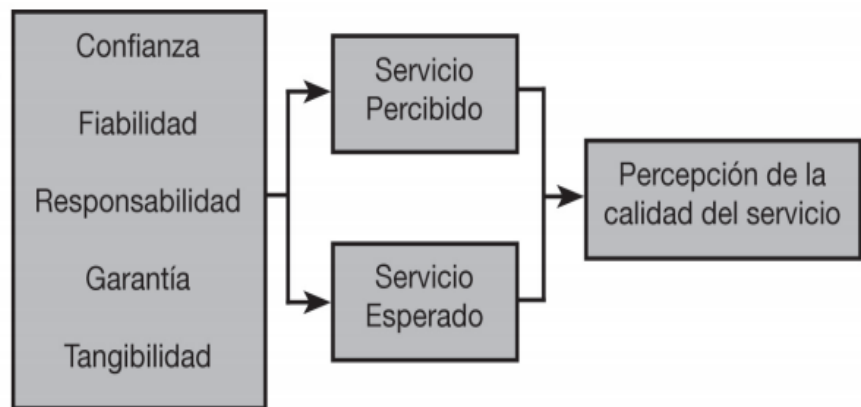 Confianza
Fiabilidad
Responsabilidad
Garantía
Tangibilidad
Servicio
Percibido
Servicio
Esperado
Percepción de la
calidad del servicio